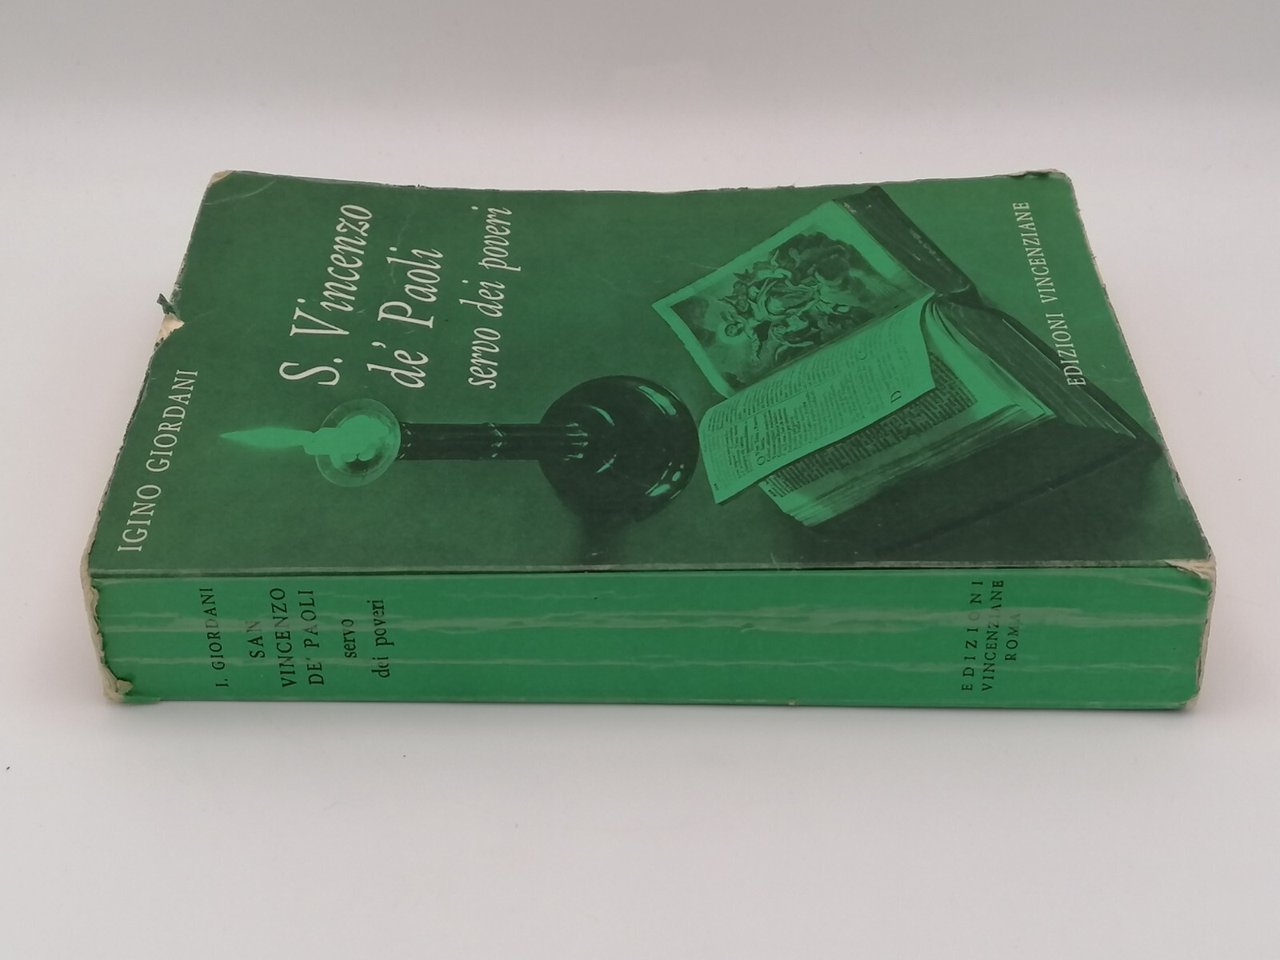 IGINO GIORDANI
S. Vincenzo
de' Paoli
servo dei poveri
EDIZIONI VINCENZIANE
I. GIORDANI
SAN
VINCENZO
DE' PAOLI
servo
dei poveri
EDIZIONI
VINCENZIANE
ROMA